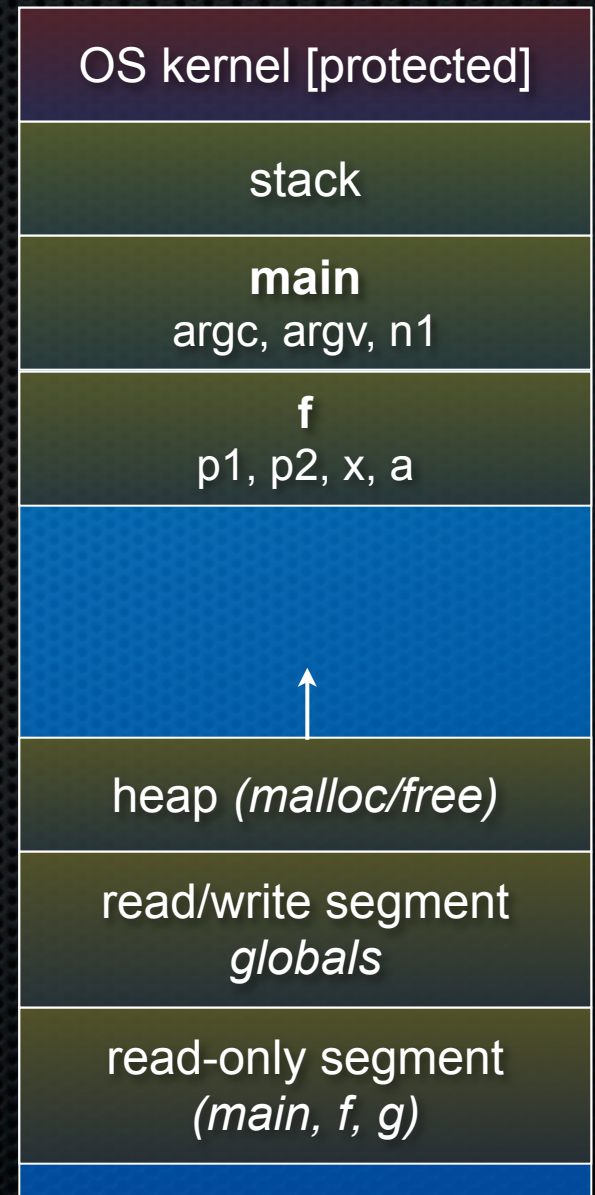 OS kernel [protected]
stack
main
argc, argv, n1
f
p1, p2, x, a
heap (malloc/free)
read/write segment
globals
read-only segment
(main, f, g)